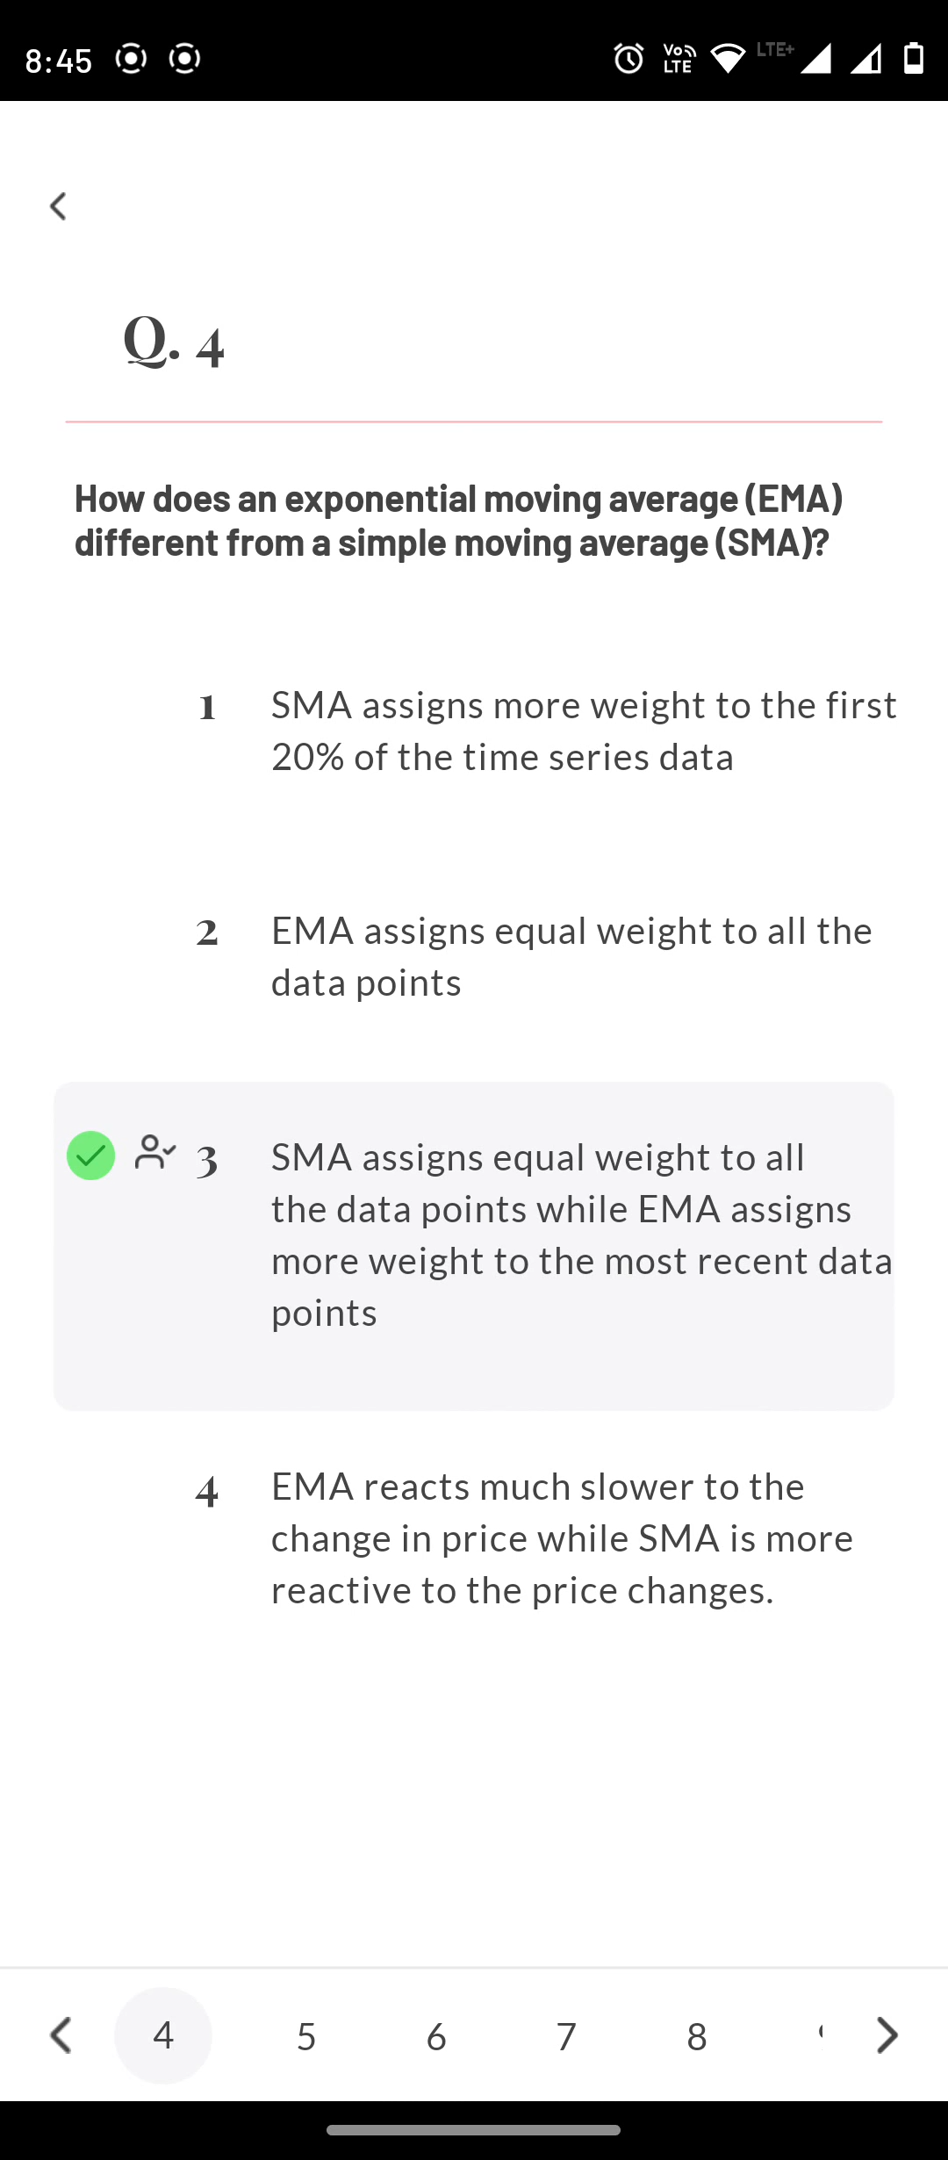 8:45
Vo LTE
LTE+
Q. 4
How does an exponential moving average (EMA)
different from a simple moving average (SMA)?
1 SMA assigns more weight to the first
20% of the time series data
2 EMA assigns equal weight to all the
data points
3 SMA assigns equal weight to all
the data points while EMA assigns
more weight to the most recent data
points
4 EMA reacts much slower to the
change in price while SMA is more
reactive to the price changes.
4 5 6 7 8